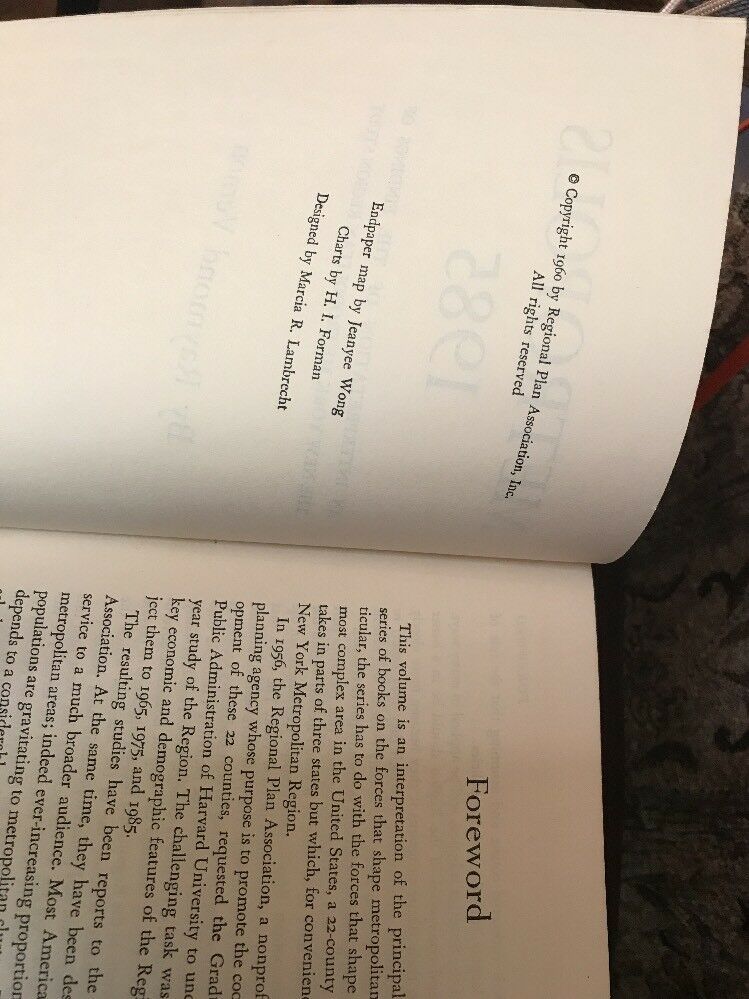 © Copyright 1960 by Regional Plan Association, Inc.
All rights reserved
Endpaper map by Jeanyee Wong
Charts by H. I. Forman
Designed by Marcia R. Lambrecht
Foreword
This volume is an interpretation of the principal
series of books on the forces that shape metropolitan
ticular, the series has to do with the forces that shape
most complex area in the United States, a 22-county
takes in parts of three states but which, for convenien
New York Metropolitan Region.
In 1956, the Regional Plan Association, a nonprof
planning agency whose purpose is to promote the coo
opment of these 22 counties, requested the Grad
Public Administration of Harvard University to und
year study of the Region. The challenging task was
key economic and demographic features of the Regi
ject them to 1965, 1975, and 1985.
The resulting studies have been reports to the
Association. At the same time, they have been des
service to a much broader audience. Most America
metropolitan areas; indeed ever-increasing proportion
populations are gravitating to metropolitan
depends to a